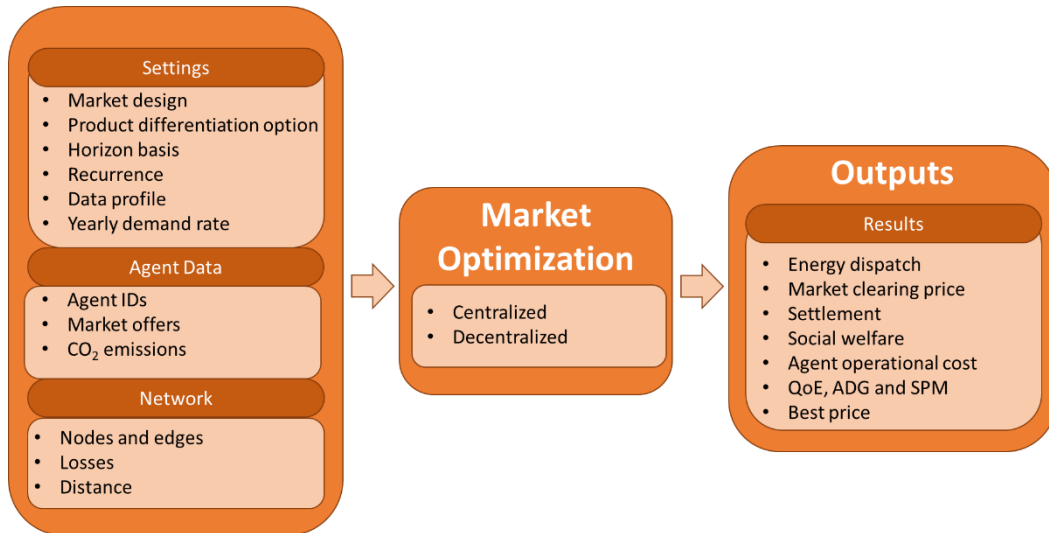 Settings
• Market design
• Product differentiation option
• Horizon basis
• Recurrence
• Data profile
• Yearly demand rate
Agent Data
• Agent IDs
• Market offers
• CO₂ emissions
Network
• Nodes and edges
• Losses
• Distance
Market
Optimization
• Centralized
• Decentralized
Outputs
Results
• Energy dispatch
• Market clearing price
• Settlement
• Social welfare
• Agent operational cost
• QoE, ADG and SPM
• Best price